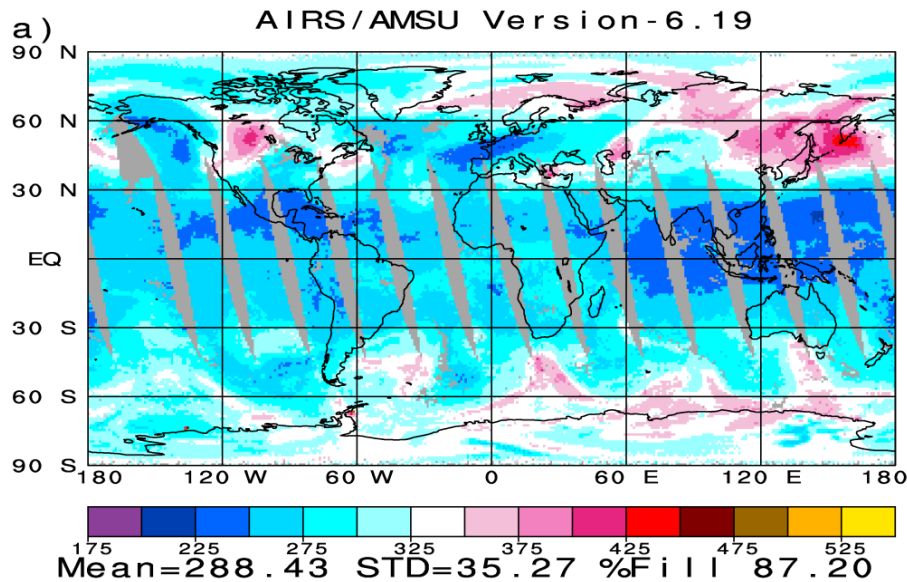 AIRS/AMSU Version-6.19
a)
90 N
60 N
30 N
EQ
30 S
60 S
90 S
180 120 W 60 W 0 60 E 120 E 180
175 225 275 325 375 425 475 525
Mean=288.43 STD=35.27 %Fill 87.20